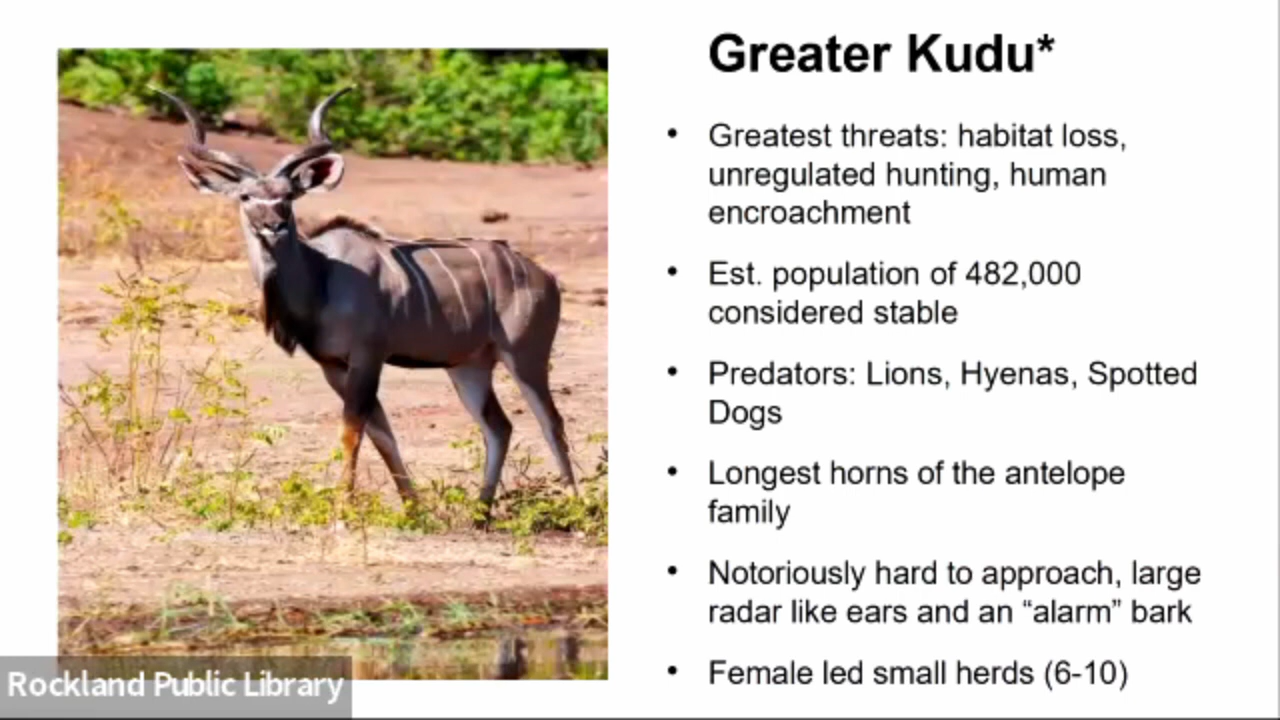 Greater Kudu*
• Greatest threats: habitat loss,
unregulated hunting, human
encroachment
• Est. population of 482,000
considered stable
• Predators: Lions, Hyenas, Spotted
Dogs
• Longest horns of the antelope
family
• Notoriously hard to approach, large
radar like ears and an “alarm” bark
• Female led small herds (6-10)
Rockland Public Library